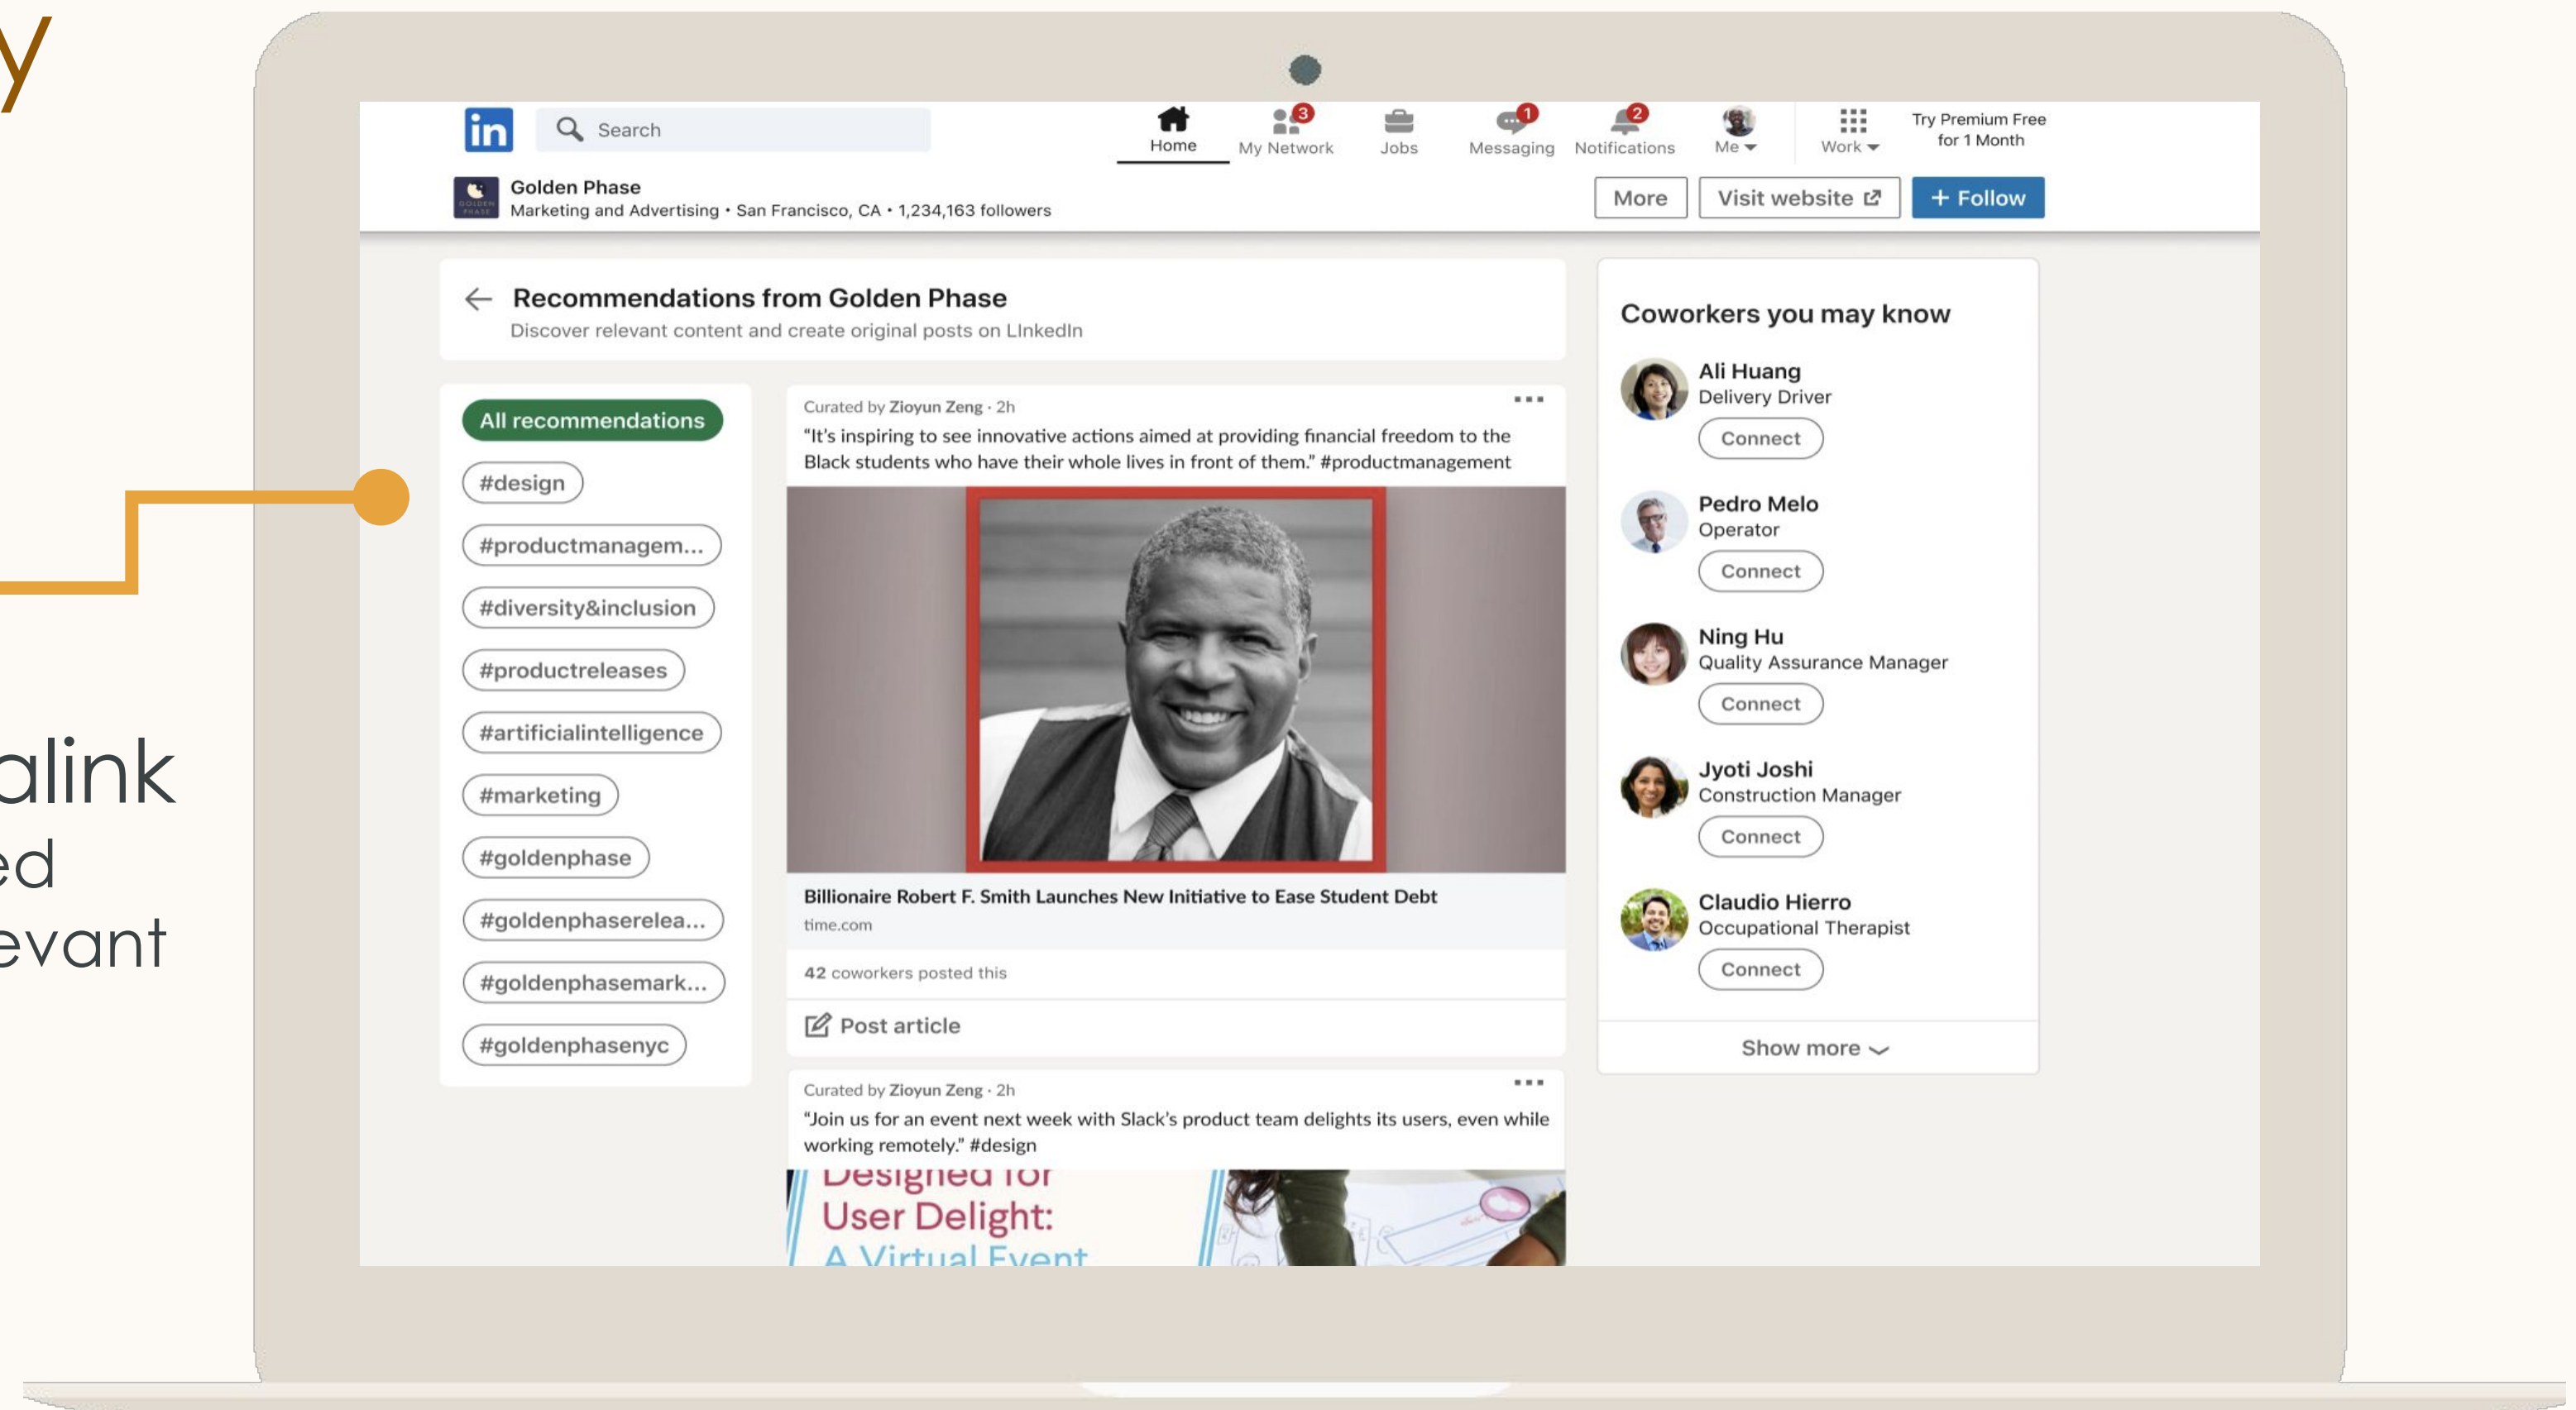 y
alink
ed
evant
in
Search
Home
3
My Network
Jobs
1
Messaging
2
Notifications
Me
Work
Try Premium Free
for 1 Month
GOLDEN
PHASE
Golden Phase
Marketing and Advertising • San Francisco, CA • 1,234,163 followers
More
Visit website
+ Follow
Recommendations from Golden Phase
Discover relevant content and create original posts on LInkedIn
All recommendations
#design
#productmanagem...
#diversity&inclusion
#productreleases
#artificialintelligence
#marketing
#goldenphase
#goldenphaserelea...
#goldenphasemark...
#goldenphasenyc
Curated by Zioyun Zeng · 2h
“It’s inspiring to see innovative actions aimed at providing financial freedom to the
Black students who have their whole lives in front of them.” #productmanagement
Billionaire Robert F. Smith Launches New Initiative to Ease Student Debt
time.com
42 coworkers posted this
Post article
Curated by Zioyun Zeng · 2h
“Join us for an event next week with Slack’s product team delights its users, even while
working remotely.” #design
Designed for
User Delight:
A Virtual Event
Coworkers you may know
Ali Huang
Delivery Driver
Connect
Pedro Melo
Operator
Connect
Ning Hu
Quality Assurance Manager
Connect
Jyoti Joshi
Construction Manager
Connect
Claudio Hierro
Occupational Therapist
Connect
Show more